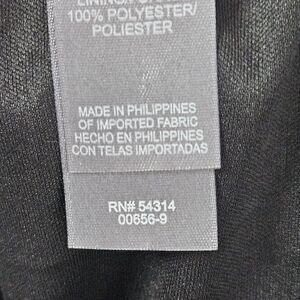 100% POLYESTER/
POLIESTER
MADE IN PHILIPPINES
OF IMPORTED FABRIC
HECHO EN PHILIPPINES
CON TELAS IMPORTADAS
RN# 54314
00656-9